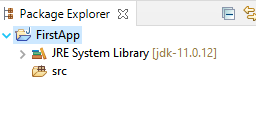 Package Explorer
FirstApp
JRE System Library [jdk-11.0.12]
src